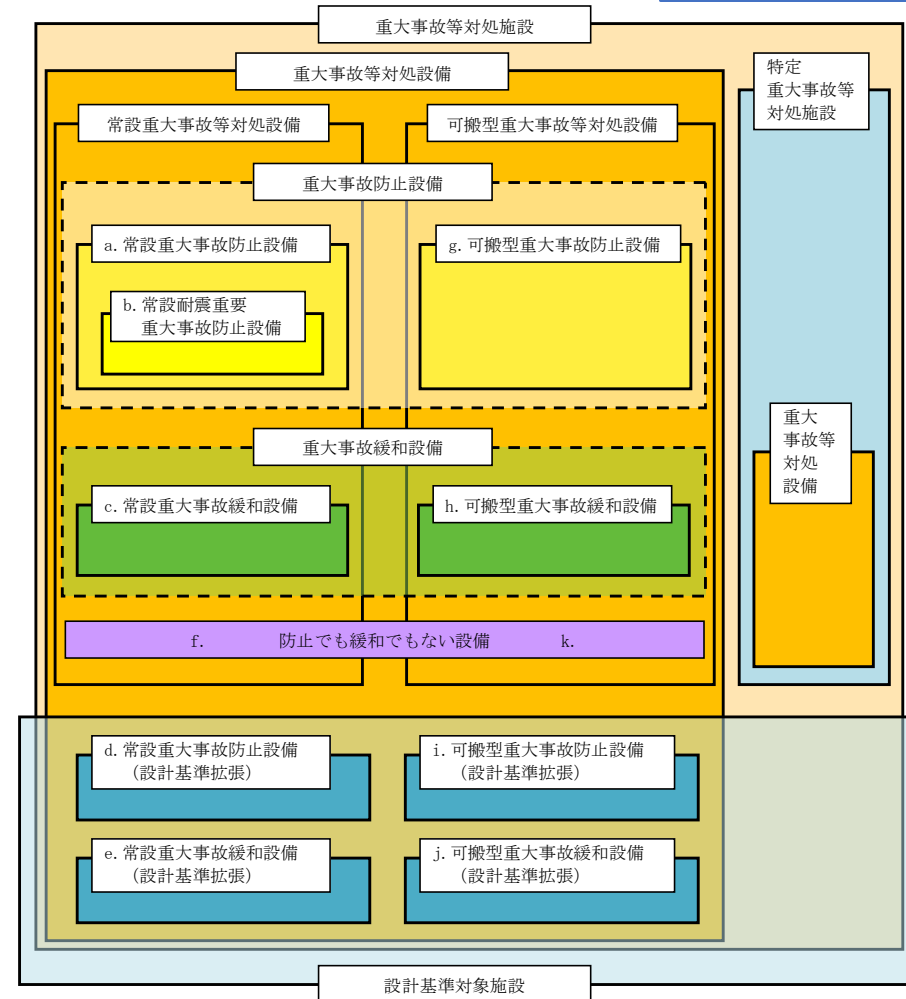 重大事故等対処施設
重大事故等対処設備
特定
重大事故等
対処施設
常設重大事故等対処設備
可搬型重大事故等対処設備
重大事故防止設備
a.常設重大事故防止設備
g.可搬型重大事故防止設備
b.常設耐震重要
重大事故防止設備
重大
事故等
対処
設備
重大事故緩和設備
c.常設重大事故緩和設備
h.可搬型重大事故緩和設備
f. 防止でも緩和でもない設備 k.
d.常設重大事故防止設備
(設計基準拡張)
i.可搬型重大事故防止設備
(設計基準拡張)
e.常設重大事故緩和設備
(設計基準拡張)
j.可搬型重大事故緩和設備
(設計基準拡張)
設計基準対象施設